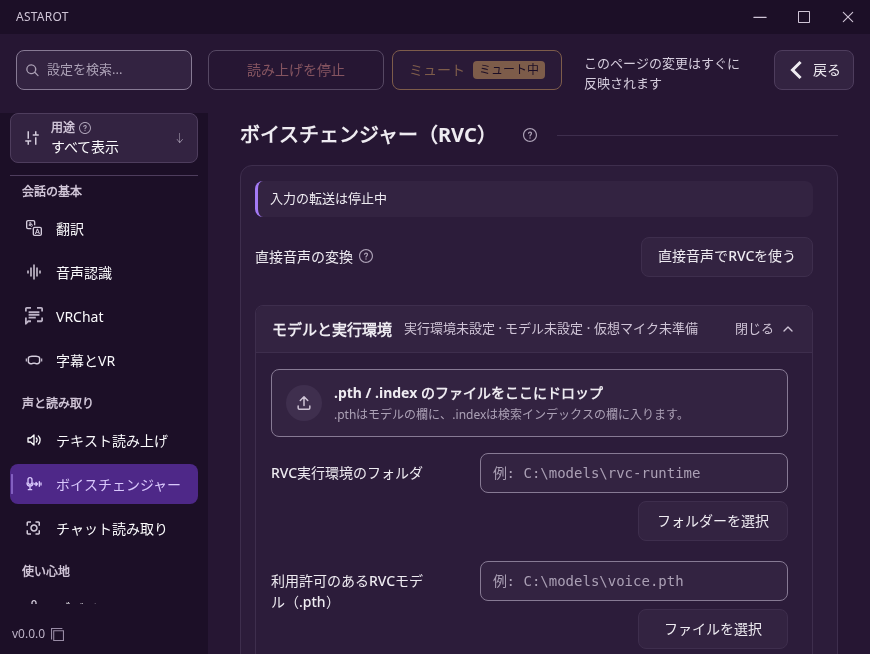 ASTAROT
設定を検索...
読み上げを停止
ミュート ミュート中
このページの変更はすぐに
反映されます
戻る
用途
すべて表示
会話の基本
翻訳
音声認識
VRChat
字幕とVR
声と読み取り
テキスト読み上げ
ボイスチェンジャー
チャット読み取り
使い心地
v0.0.0
ボイスチェンジャー（RVC）
入力の転送は停止中
直接音声の変換
直接音声でRVCを使う
モデルと実行環境 実行環境未設定 · モデル未設定 · 仮想マイク未準備 閉じる
.pth / .index のファイルをここにドロップ
.pthはモデルの欄に、.indexは検索インデックスの欄に入ります。
RVC実行環境のフォルダ
例: C:\models\rvc-runtime
フォルダーを選択
利用許可のあるRVCモデ
ル（.pth）
例: C:\models\voice.pth
ファイルを選択